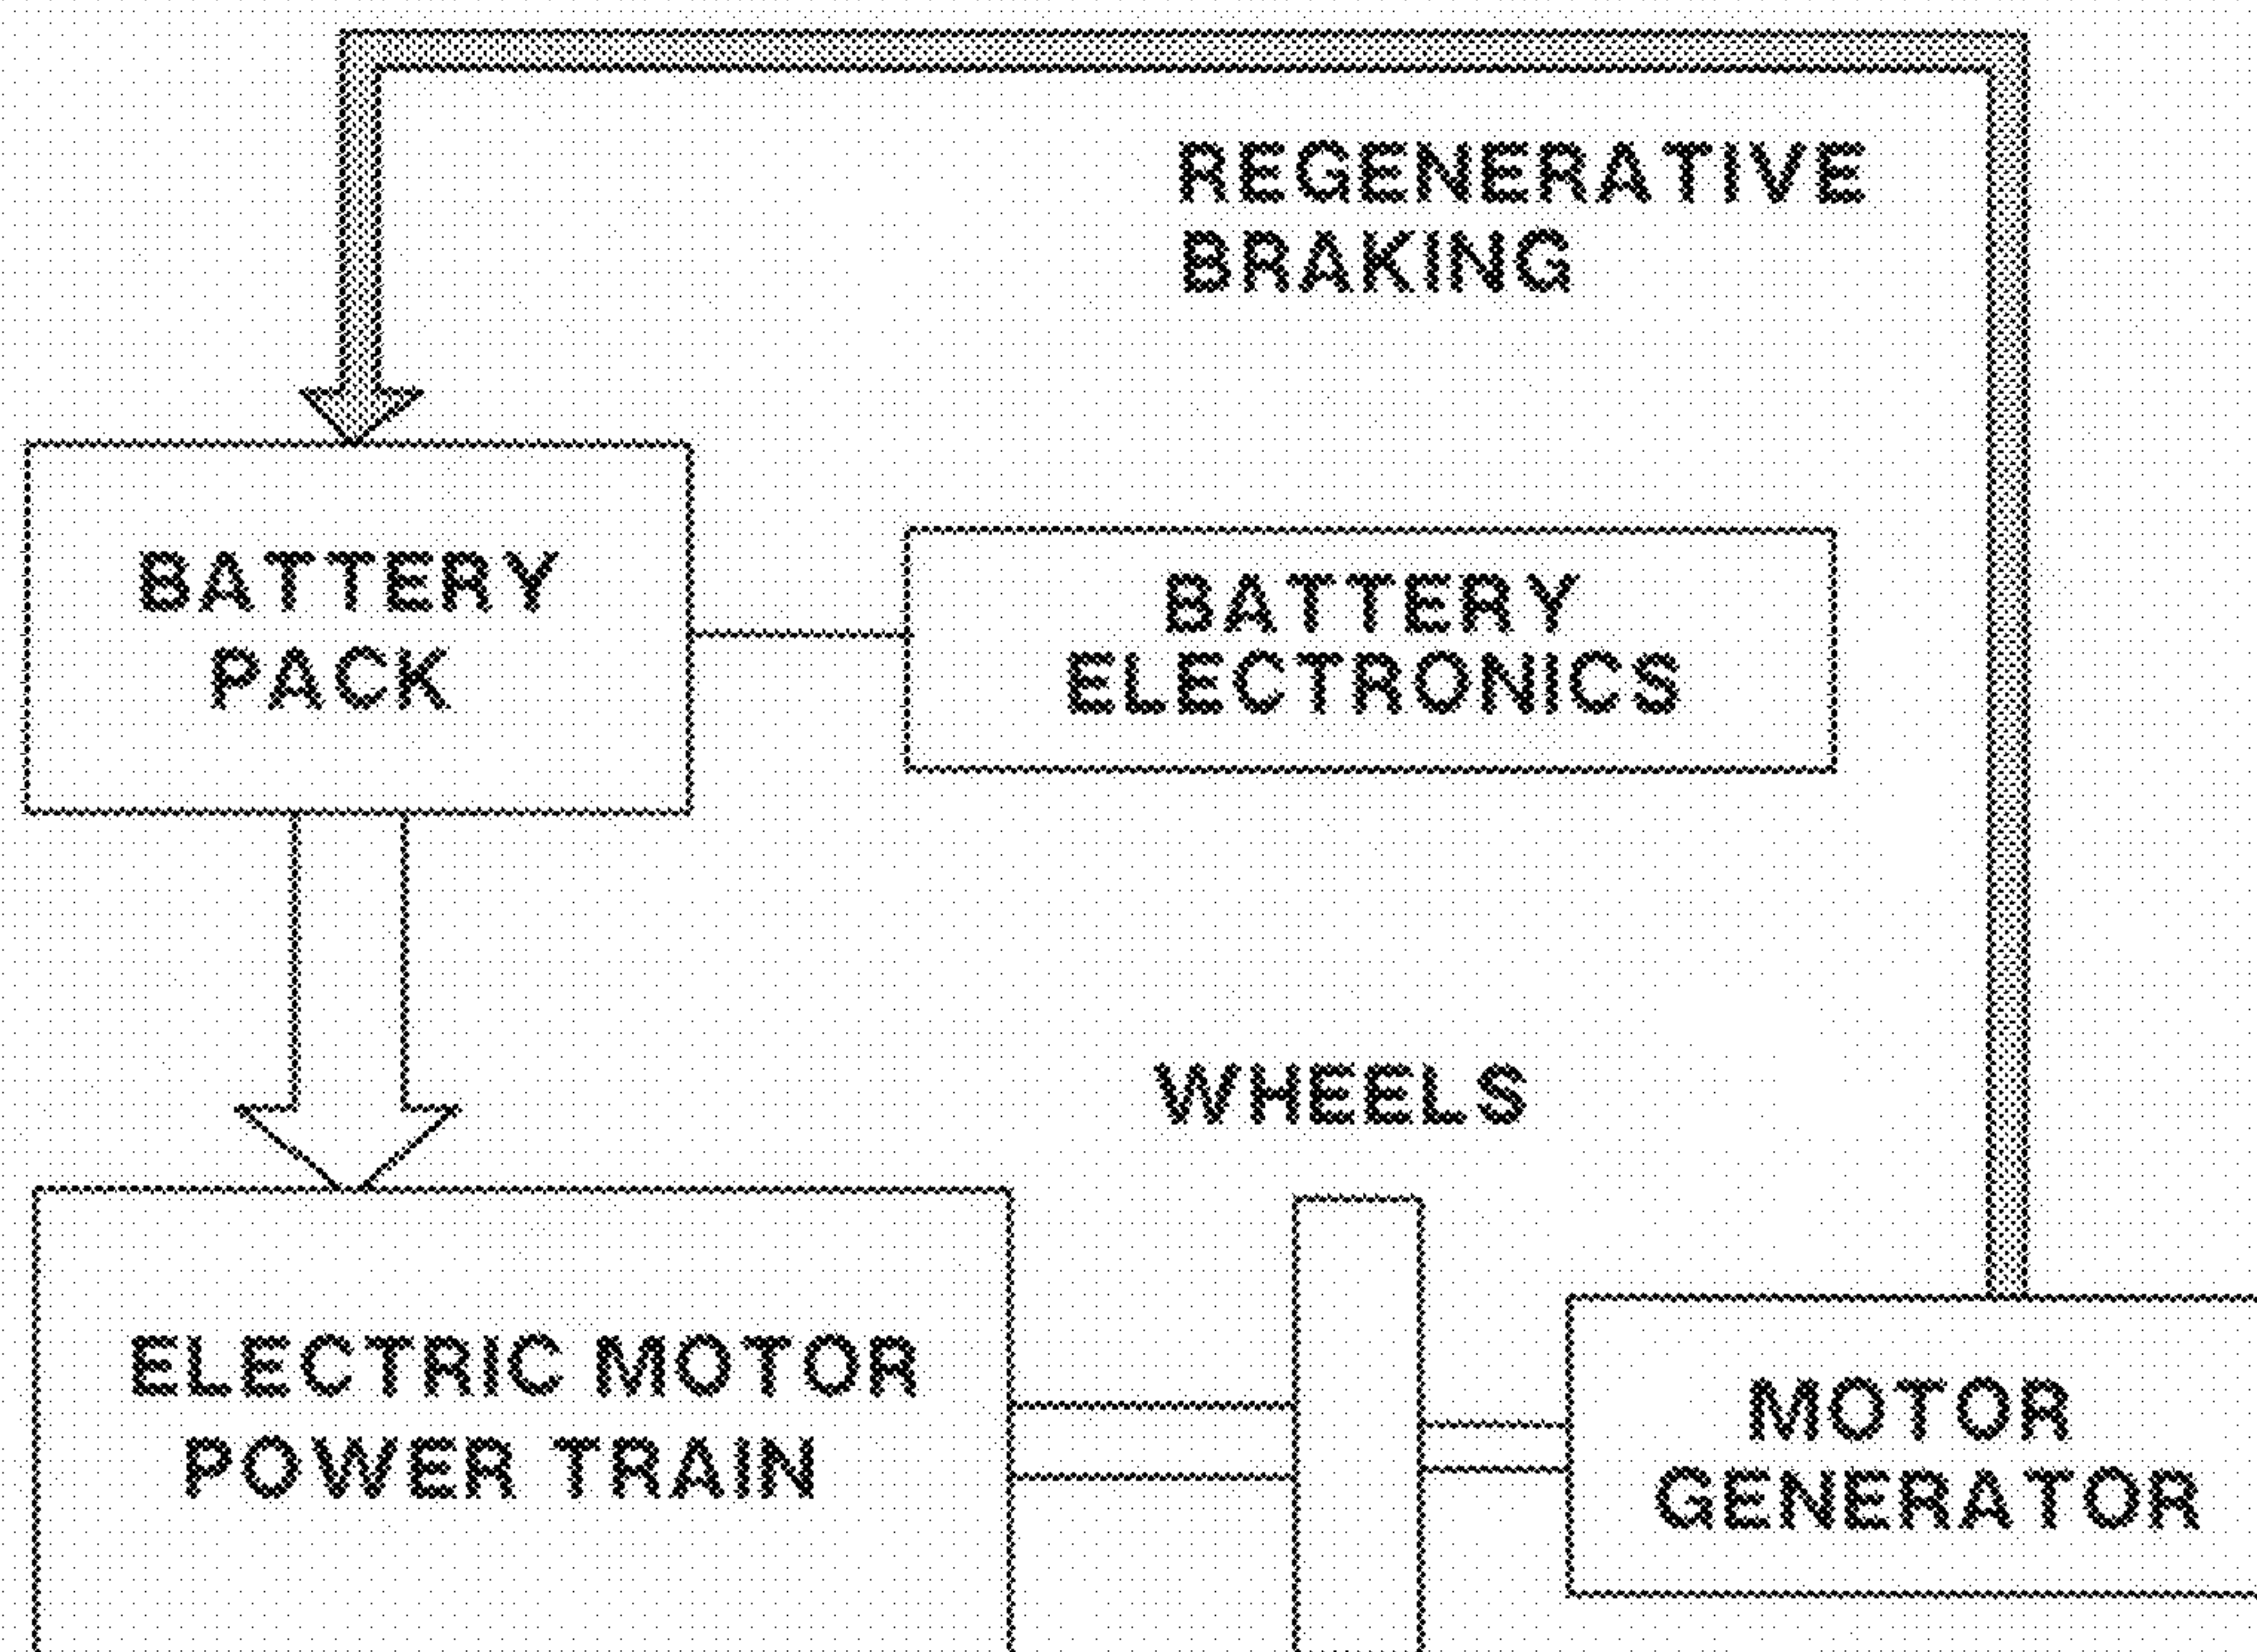 REGENERATIVE
BRAKING
BATTERY
PACK
BATTERY
ELECTRONICS
WHEELS
ELECTRIC MOTOR
POWER TRAIN
MOTOR
GENERATOR